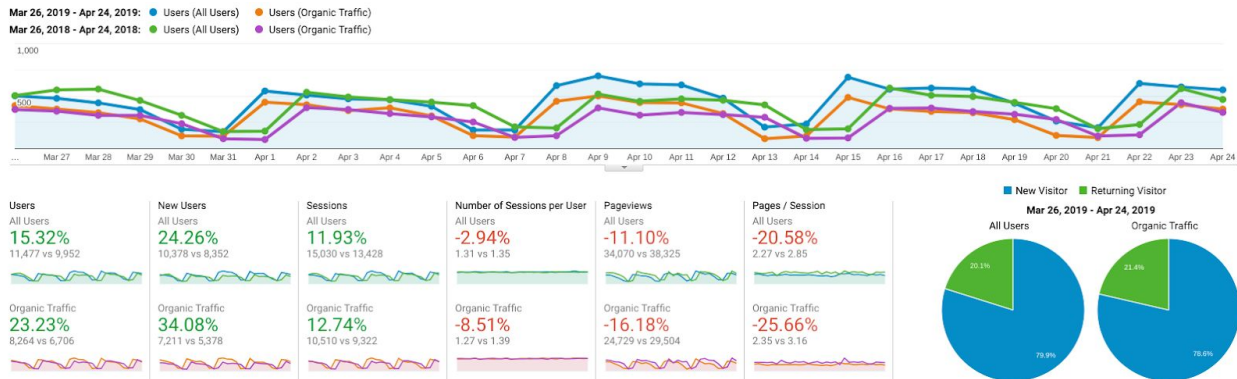 Mar 26, 2019 - Apr 24, 2019: Users (All Users) Users (Organic Traffic)
Mar 26, 2018 - Apr 24, 2018: Users (All Users) Users (Organic Traffic)
1,000
500
... Mar 27 Mar 28 Mar 29 Mar 30 Mar 31 Apr 1 Apr 2 Apr 3 Apr 4 Apr 5 Apr 6 Apr 7 Apr 8 Apr 9 Apr 10 Apr 11 Apr 12 Apr 13 Apr 14 Apr 15 Apr 16 Apr 17 Apr 18 Apr 19 Apr 20 Apr 21 Apr 22 Apr 23 Apr 24
Users New Users Sessions Number of Sessions per User Pageviews Pages / Session
All Users All Users All Users All Users All Users All Users
15.32% 24.26% 11.93% -2.94% -11.10% -20.58%
11,477 vs 9,952 10,378 vs 8,352 15,030 vs 13,428 1.31 vs 1.35 34,070 vs 38,325 2.27 vs 2.85
Organic Traffic Organic Traffic Organic Traffic Organic Traffic Organic Traffic Organic Traffic
23.23% 34.08% 12.74% -8.51% -16.18% -25.66%
8,264 vs 6,706 7,211 vs 5,378 10,510 vs 9,322 1.27 vs 1.39 24,729 vs 29,504 2.35 vs 3.16
New Visitor Returning Visitor
Mar 26, 2019 - Apr 24, 2019
All Users Organic Traffic
20.1% 21.4%
79.9% 78.6%